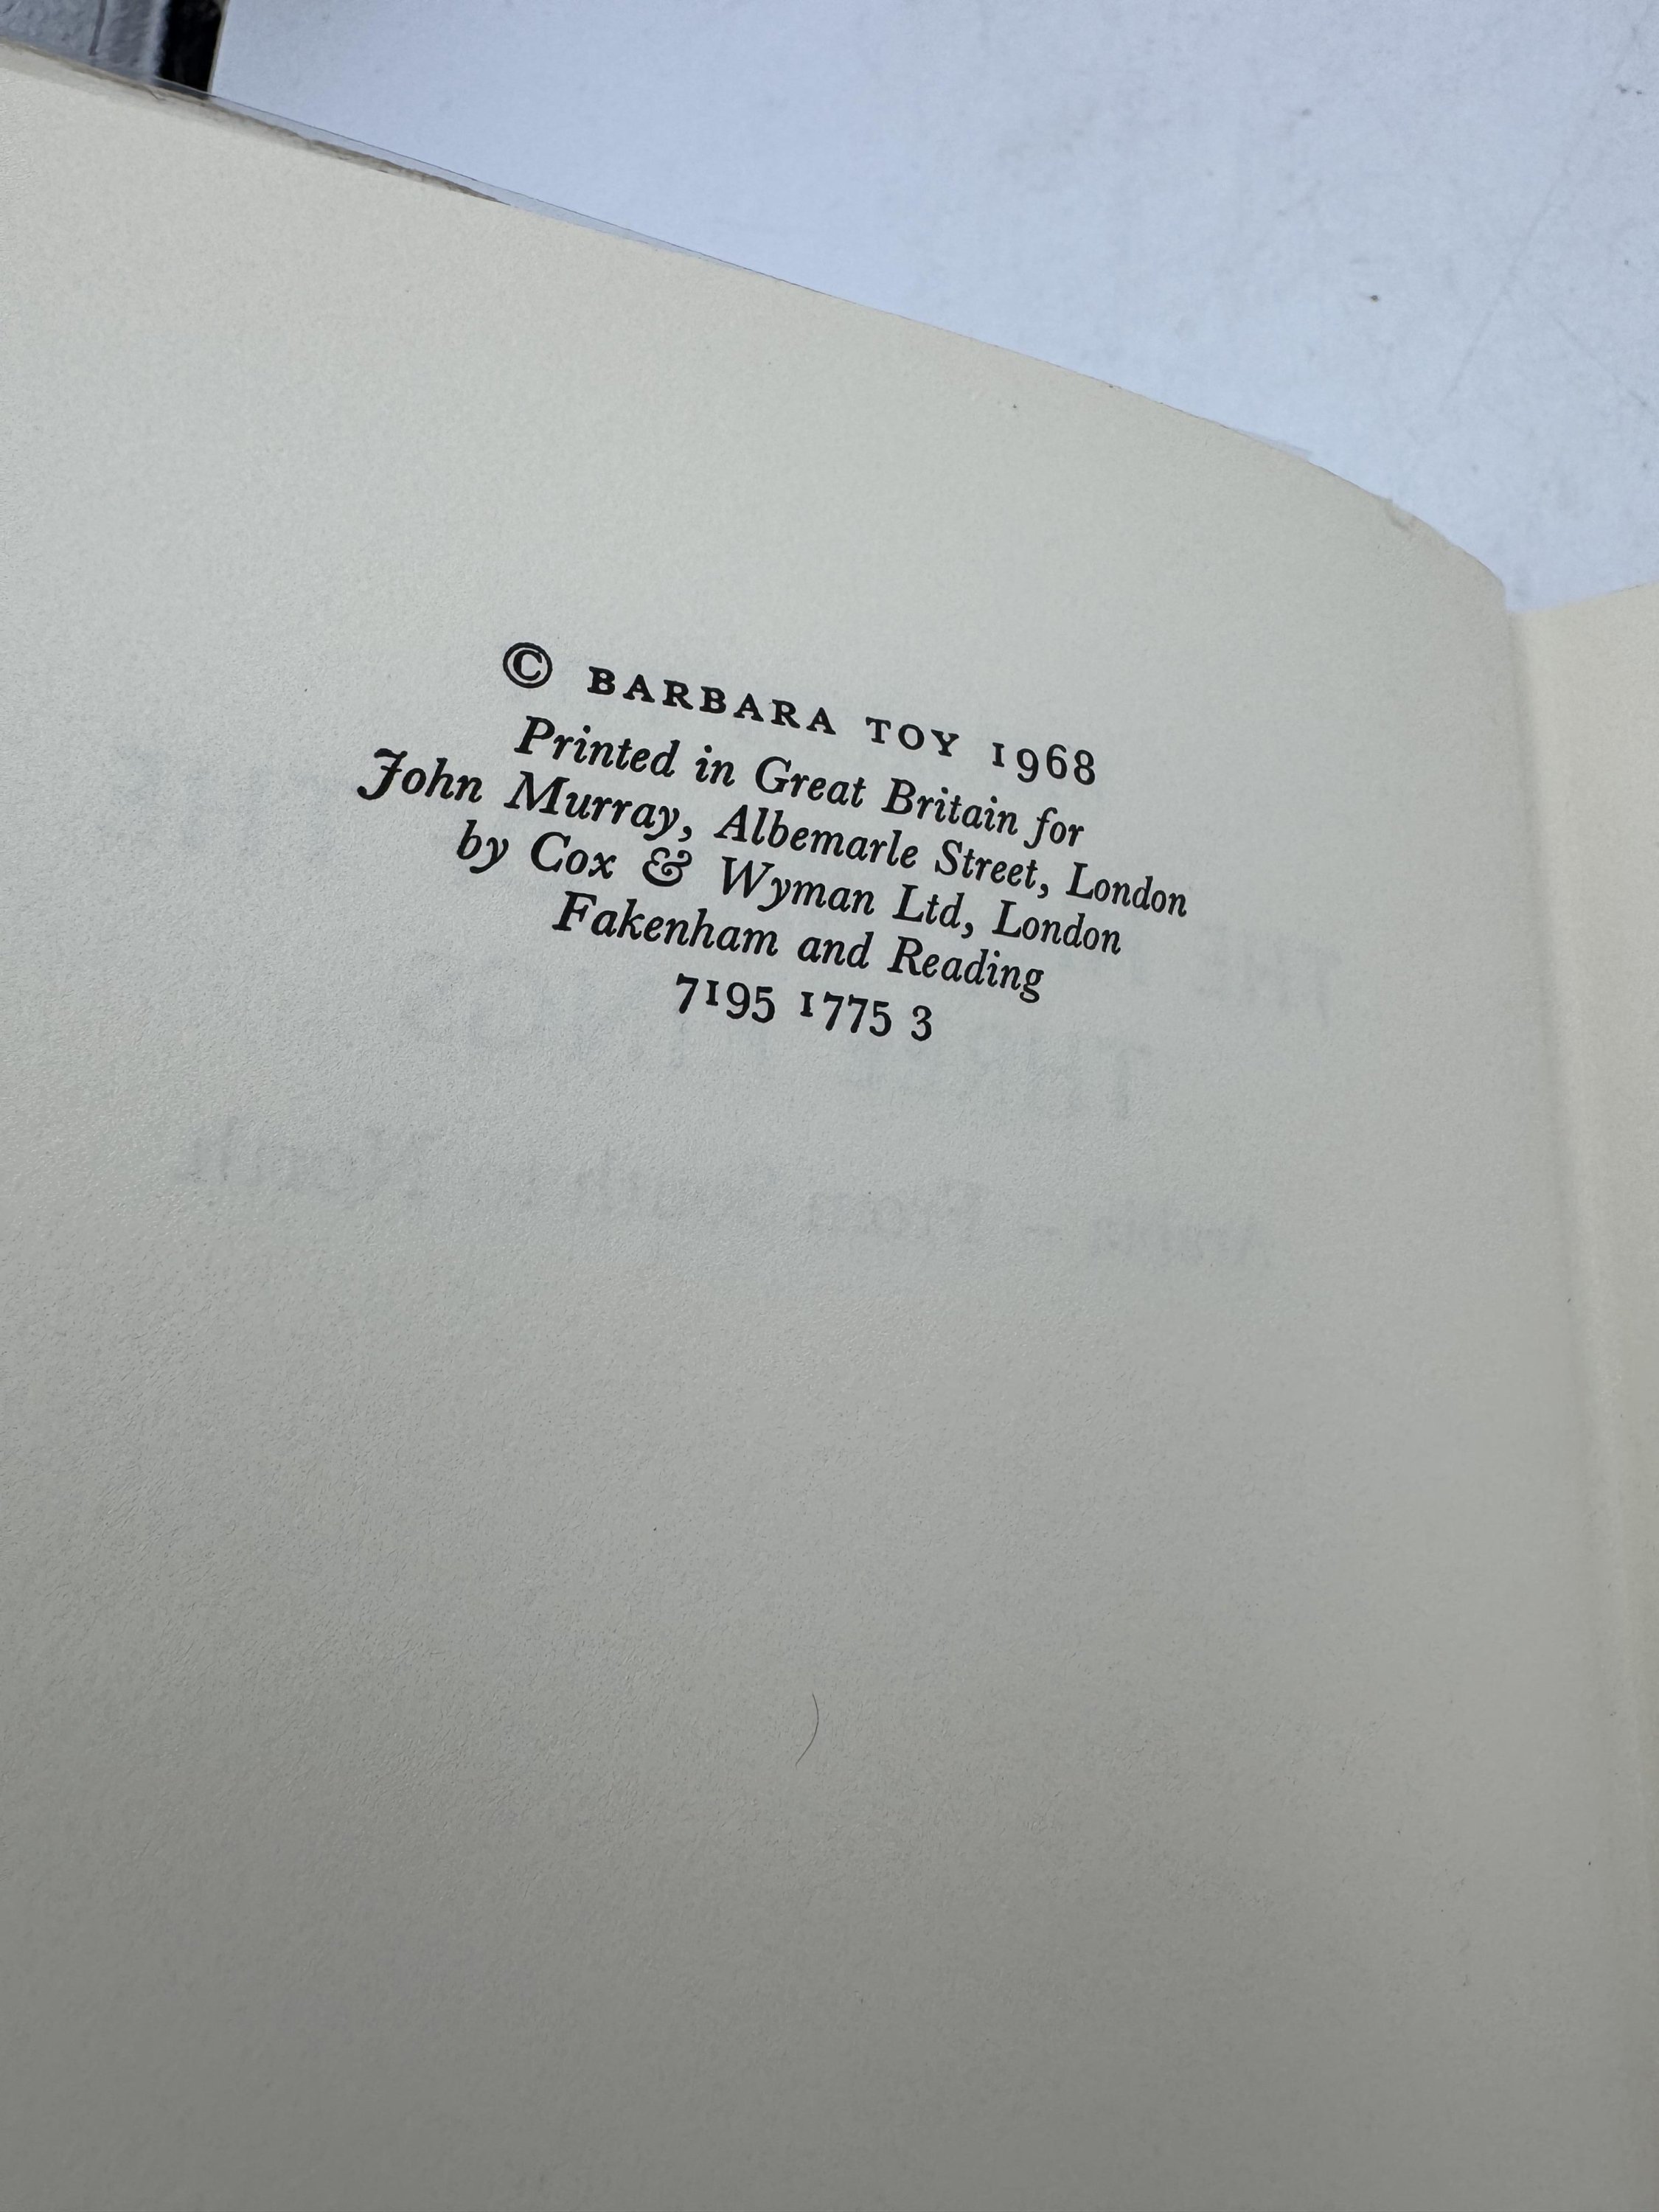 © BARBARA TOY 1968
Printed in Great Britain for
John Murray, Albemarle Street, London
by Cox & Wyman Ltd, London
Fakenham and Reading
7195 1775 3